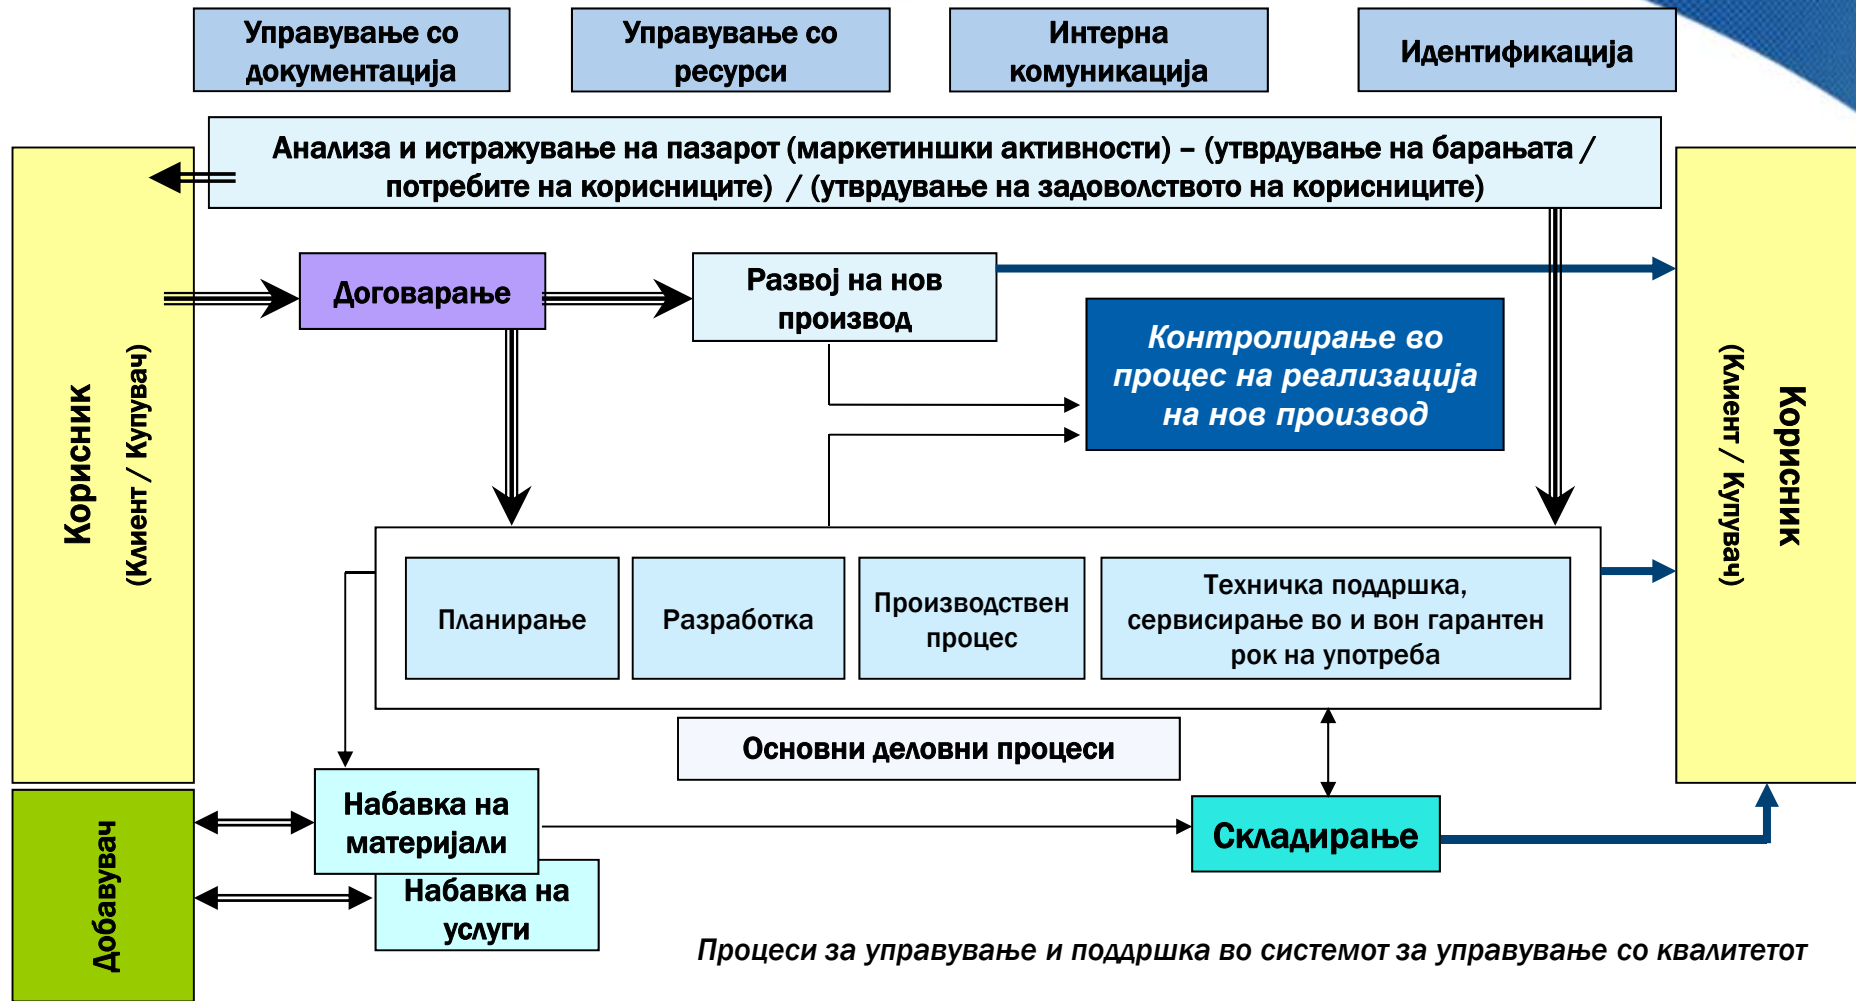 Управување со
документација
Управување со
ресурси
Интерна
комуникација
Идентификација
Анализа и истражување на пазарот (маркетиншки активности) – (утврдување на барањата /
потребите на корисниците) / (утврдување на задоволството на корисниците)
Корисник
(Клиент / Купувач)
Договарање
Развој на нов
производ
Контролирање во
процес на реализација
на нов производ
Корисник
(Клиент / Купувач)
Планирање
Разработка
Производствен
процес
Техничка поддршка,
сервисирање во и вон гарантен
рок на употреба
Основни деловни процеси
Добавувач
Набавка на
материјали
Складирање
Набавка на
услуги
Процеси за управување и поддршка во системот за управување со квалитетот